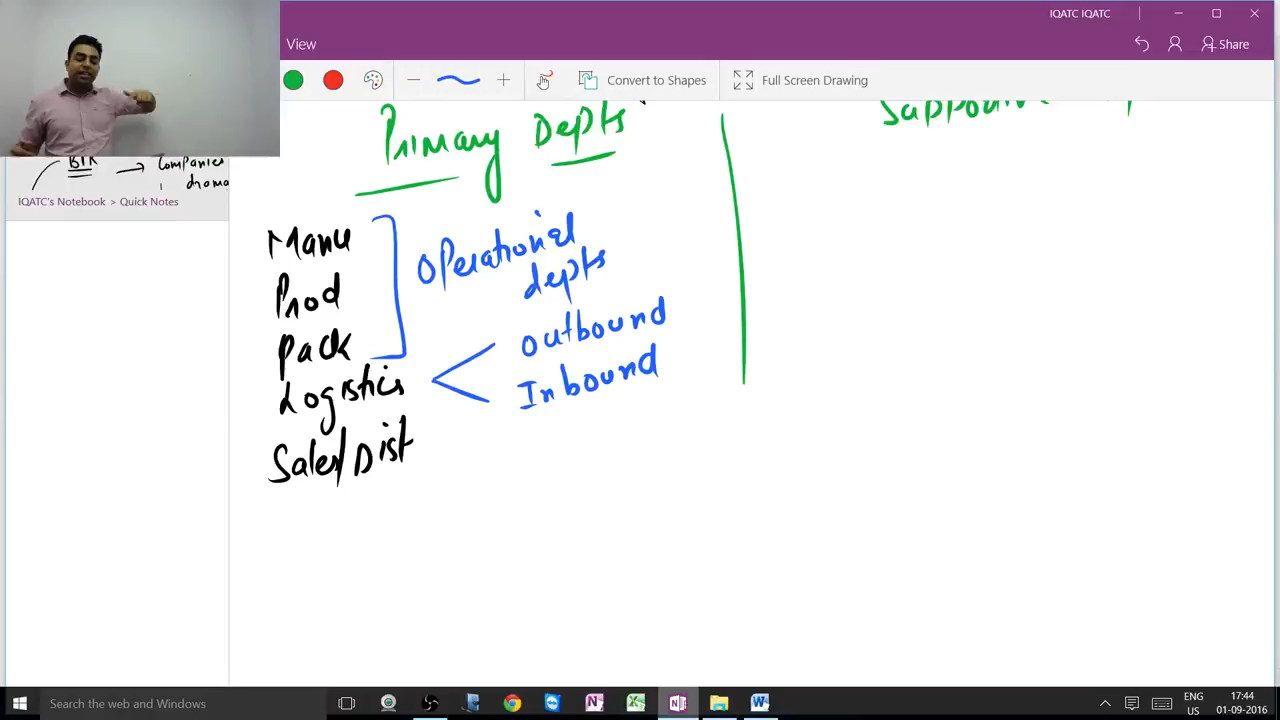 IQATC IQATC
View
Share
Convert to Shapes
Full Screen Drawing
Primary Depts
BTR
Companies
IQATC's Notebook > Quick Notes
Manu
Operational
depts
Prod
Pack
Outbound
Logistics
Inbound
Sales/Dist
Search the web and Windows
ENG
US
17:44
01-09-2016